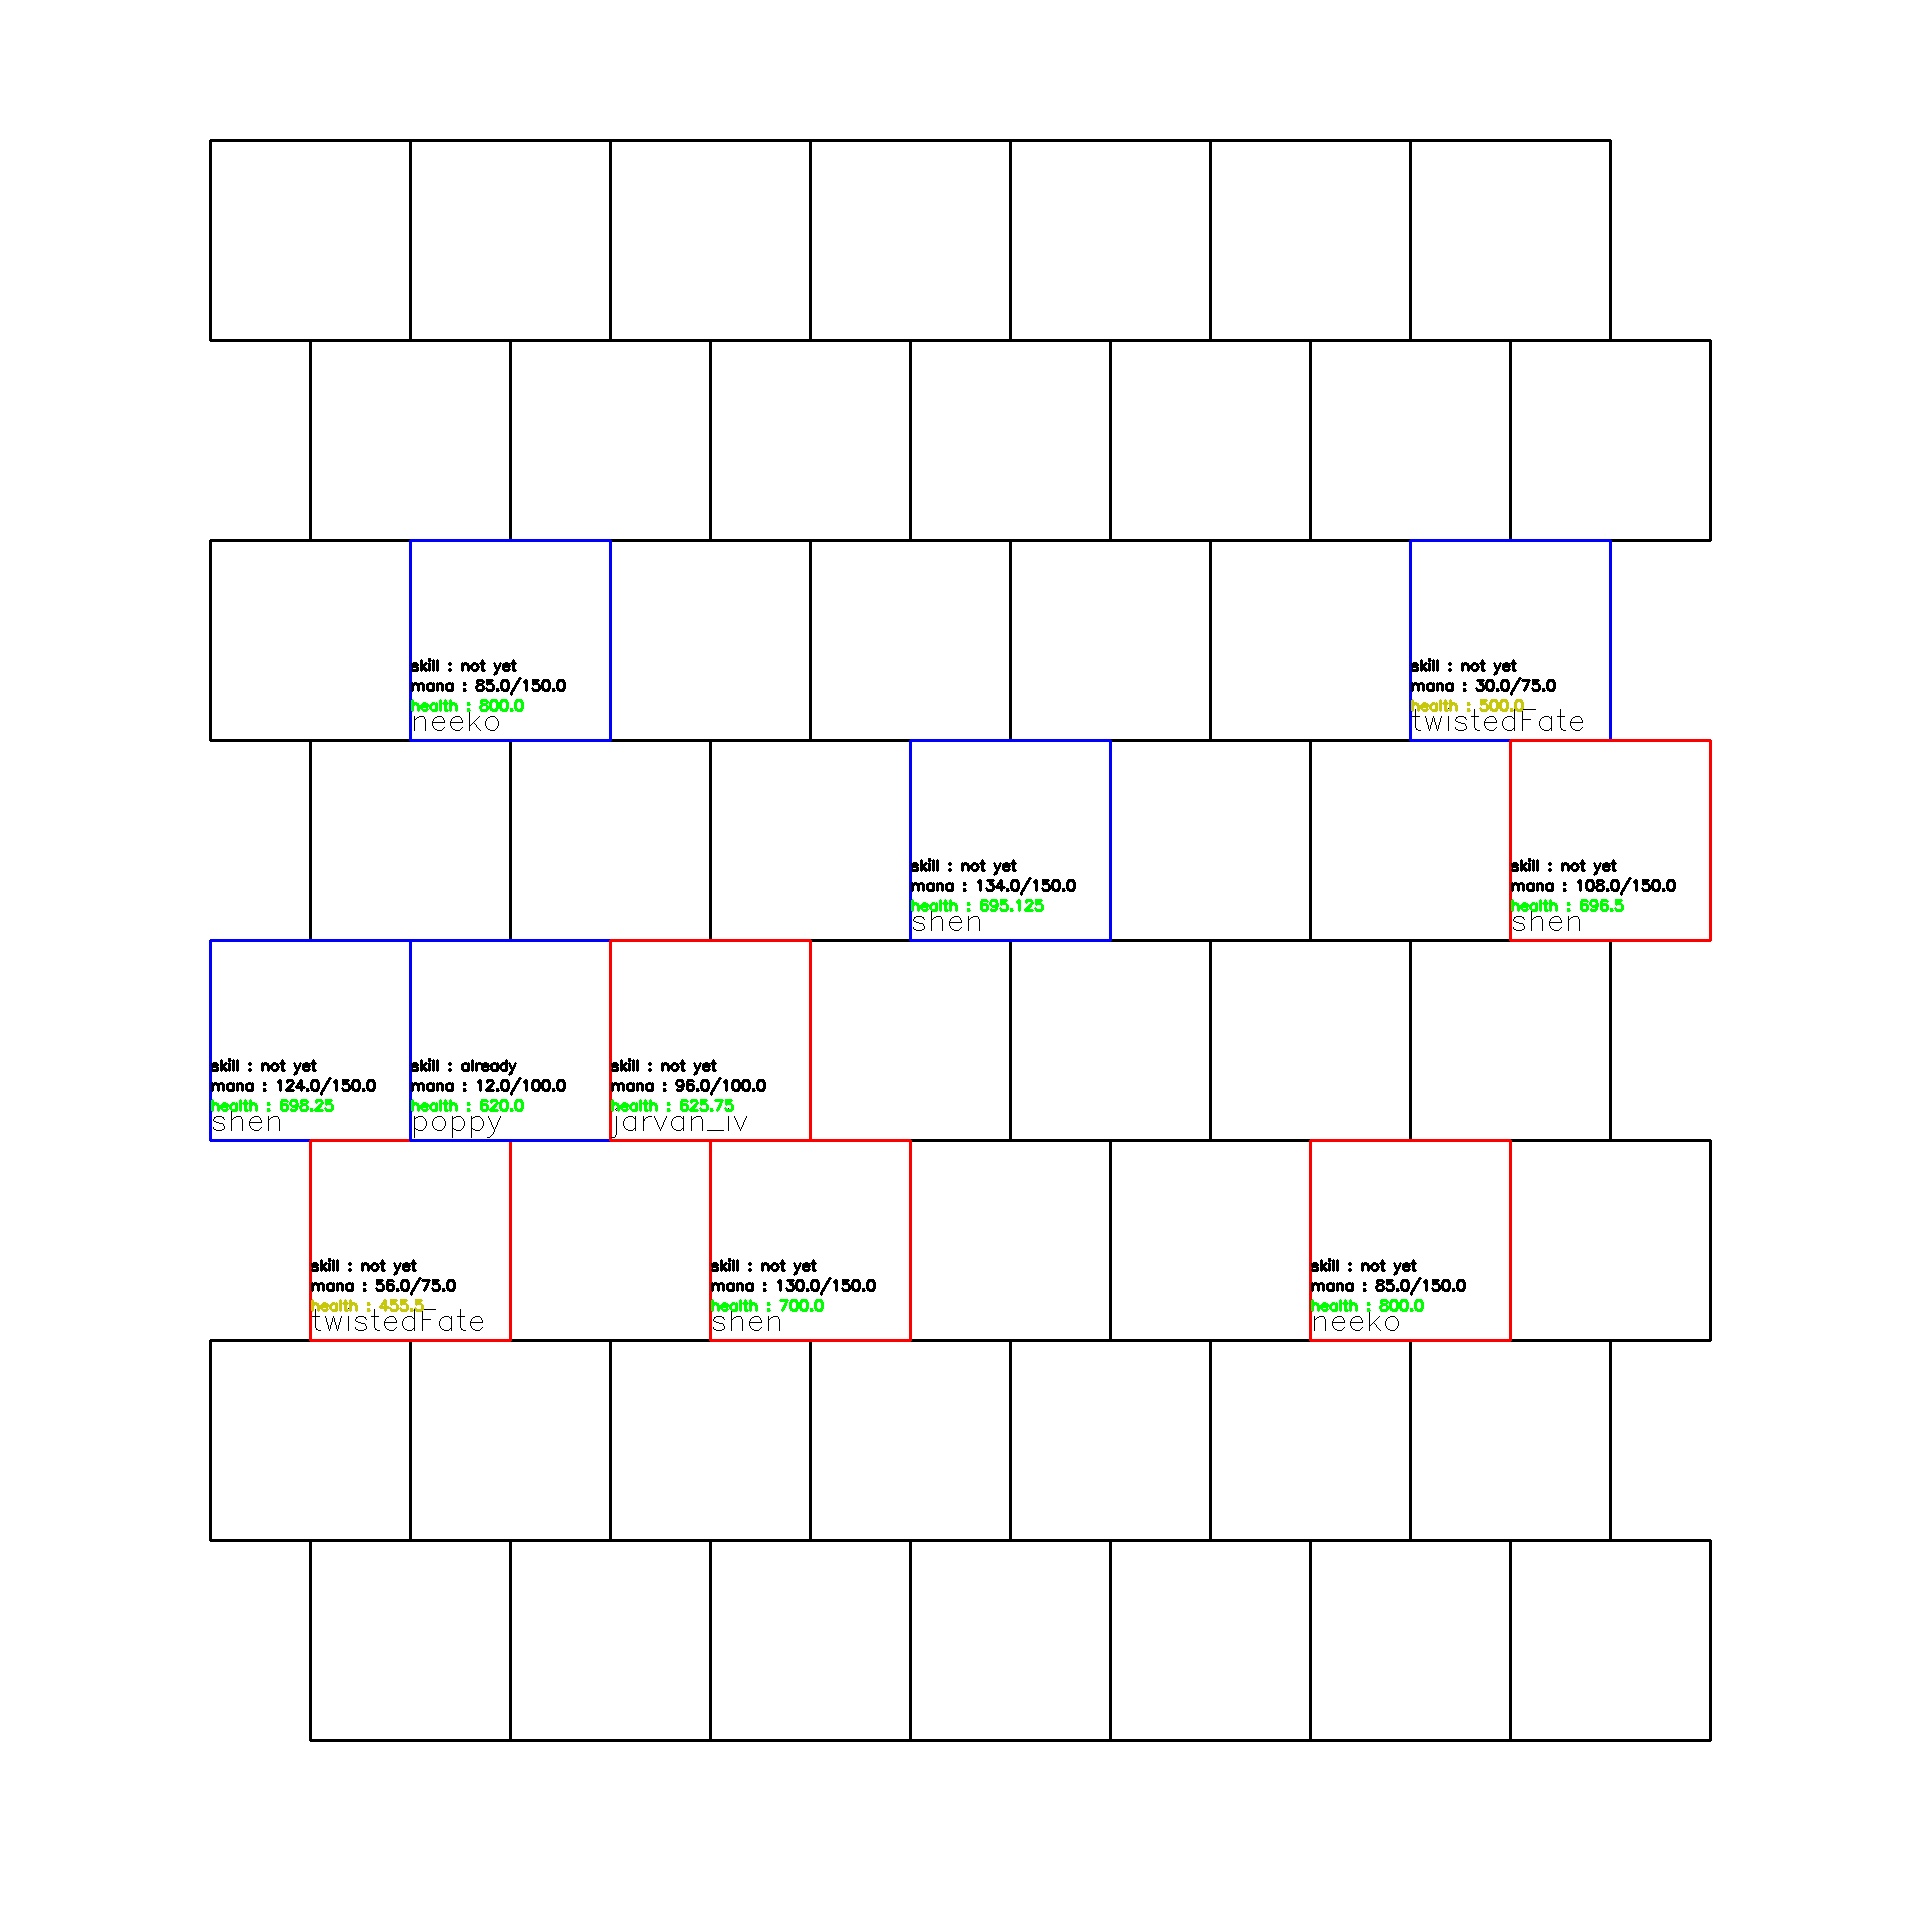 skill : not yet
mana : 85.0/150.0
health : 800.0
neeko
skill : not yet
mana : 30.0/75.0
health : 500.0
twistedFate
skill : not yet
mana : 134.0/150.0
health : 695.125
shen
skill : not yet
mana : 108.0/150.0
health : 696.5
shen
skill : not yet
mana : 124.0/150.0
health : 698.25
shen
skill : already
mana : 12.0/100.0
health : 620.0
poppy
skill : not yet
mana : 96.0/100.0
health : 625.75
jarvan_iv
skill : not yet
mana : 56.0/75.0
health : 455.5
twistedFate
skill : not yet
mana : 130.0/150.0
health : 700.0
shen
skill : not yet
mana : 85.0/150.0
health : 800.0
neeko